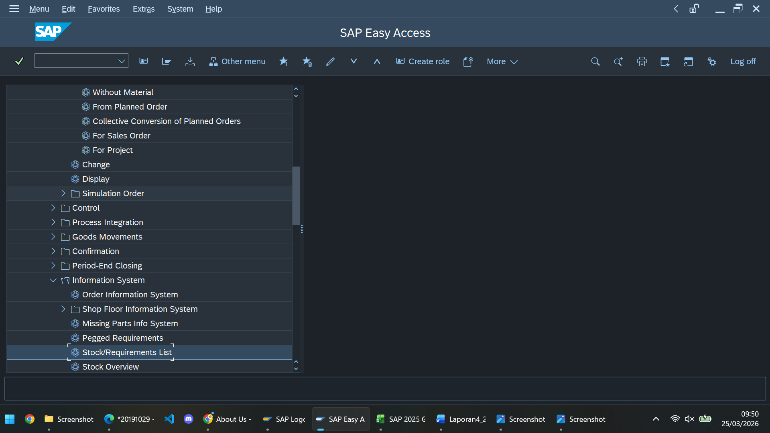 Menu Edit Favorites Extras System Help
SAP SAP Easy Access
Other menu Create role More Log off
Without Material
From Planned Order
Collective Conversion of Planned Orders
For Sales Order
For Project
Change
Display
Simulation Order
Control
Process Integration
Goods Movements
Confirmation
Period-End Closing
Information System
Order Information System
Shop Floor Information System
Missing Parts Info System
Pegged Requirements
Stock/Requirements List
Stock Overview
Screenshot *20191029 - About Us - SAP Logo SAP Easy A SAP 2025 6 Laporan4_2 Screenshot Screenshot
09:50
25/03/2026